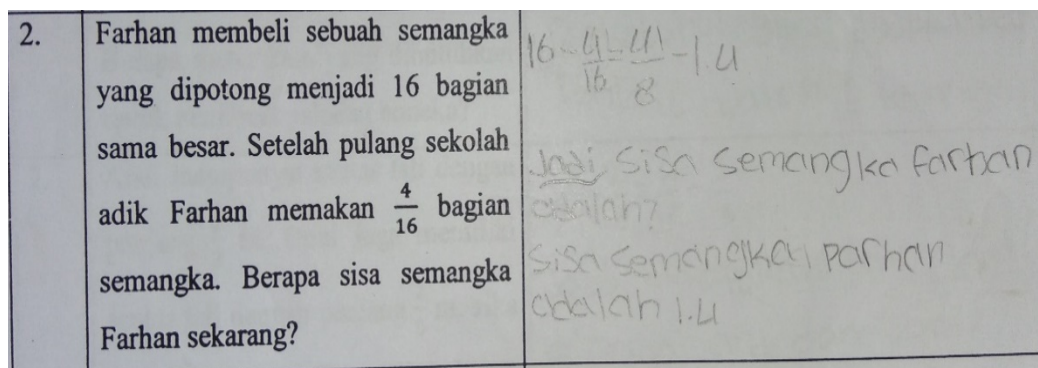 2.
Farhan membeli sebuah semangka
yang dipotong menjadi 16 bagian
sama besar. Setelah pulang sekolah
adik Farhan memakan 4/16 bagian
semangka. Berapa sisa semangka
Farhan sekarang?
16 - 4/16 = 41/8 - 1.4
Jadi sisa semangka farhan
adalah?
sisa semangka parhan
adalah 1.4